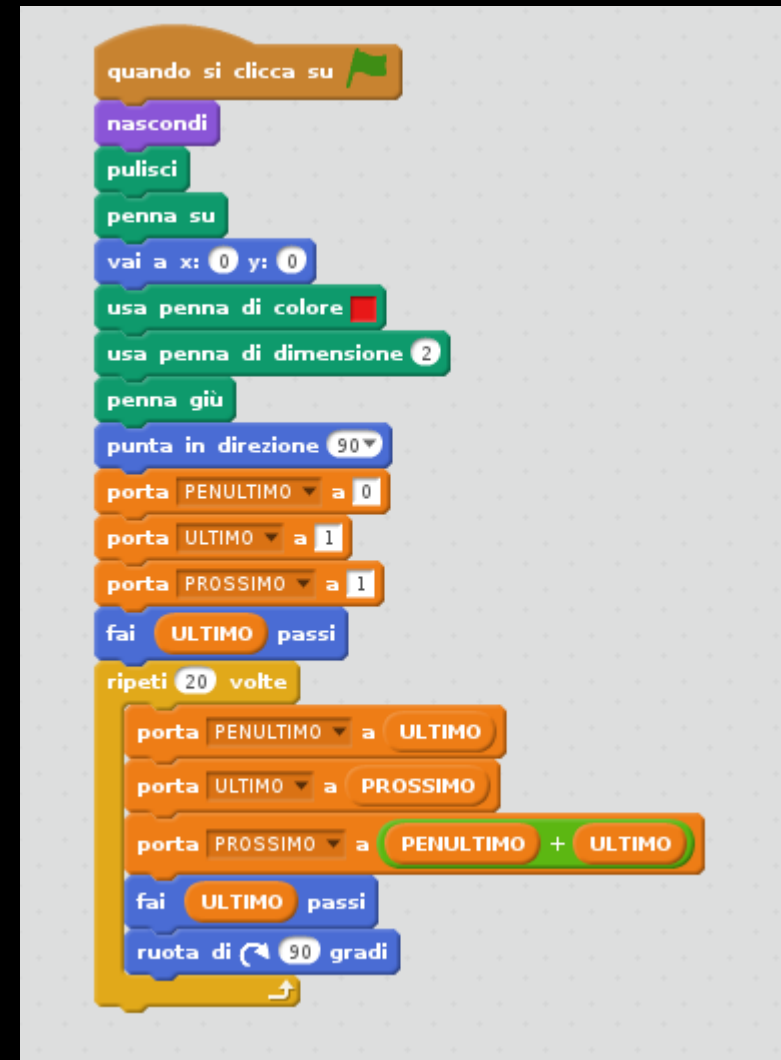 quando si clicca su
nascondi
pulisci
penna su
vai a x: 0 y: 0
usa penna di colore
usa penna di dimensione 2
penna giù
punta in direzione 90
porta PENULTIMO a 0
porta ULTIMO a 1
porta PROSSIMO a 1
fai ULTIMO passi
ripeti 20 volte
porta PENULTIMO a ULTIMO
porta ULTIMO a PROSSIMO
porta PROSSIMO a PENULTIMO + ULTIMO
fai ULTIMO passi
ruota di 90 gradi